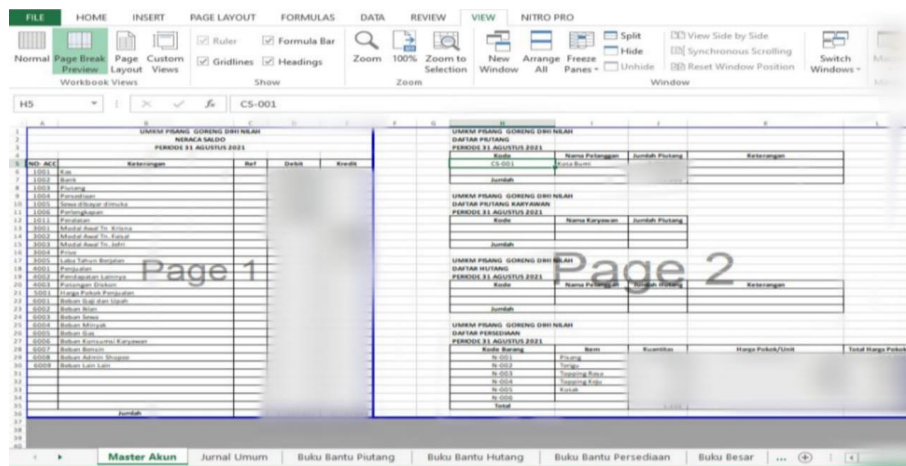 FILE HOME INSERT PAGE LAYOUT FORMULAS DATA REVIEW VIEW NITRO PRO
Normal Page Break Preview Page Layout Custom Views
Workbook Views
Ruler Formula Bar
Gridlines Headings
Show
Zoom 100% Zoom to Selection
Zoom
New Window Arrange All Freeze Panes
Split
Hide
Unhide
View Side by Side
Synchronous Scrolling
Reset Window Position
Window
Switch Windows
H5 fx CS-001
UMKM PISANG GORENG DIHI NILAH
NERACA SALDO
PERIODE 31 AGUSTUS 2021
NO ACC Keterangan Ref Debit Kredit
1001 Kas
1002 Bank
1003 Piutang
1004 Persediaan
1005 Sewa dibayar dimuka
1006 Perlengkapan
1011 Peralatan
3001 Modal Awal Tn. Krisna
3002 Modal Awal Tn. Faisal
3003 Modal Awal Tn. Jefri
3004 Prive
3005 Laba Tahun Berjalan
4001 Penjualan
4002 Pendapatan Lainnya
4003 Potongan Diskon
5001 Harga Pokok Penjualan
6001 Beban Gaji dan Upah
6002 Beban Iklan
6003 Beban Sewa
6004 Beban Minyak
6005 Beban Gas
6006 Beban Konsumsi Karyawan
6007 Beban Bensin
6008 Beban Admin Shopee
6009 Beban Lain Lain
Jumlah
Page 1
UMKM PISANG GORENG DIHI NILAH
DAFTAR PIUTANG
PERIODE 31 AGUSTUS 2021
Kode Nama Pelanggan Jumlah Piutang Keterangan
CS-001 Kota Bumi
Jumlah
UMKM PISANG GORENG DIHI NILAH
DAFTAR PIUTANG KARYAWAN
PERIODE 31 AGUSTUS 2021
Kode Nama Karyawan Jumlah Piutang
Jumlah
UMKM PISANG GORENG DIHI NILAH
DAFTAR HUTANG
PERIODE 31 AGUSTUS 2021
Kode Nama Pelanggan Jumlah Hutang Keterangan
Jumlah
Page 2
UMKM PISANG GORENG DIHI NILAH
DAFTAR PERSEDIAAN
PERIODE 31 AGUSTUS 2021
Kode Barang Item Kuantitas Harga Pokok/Unit Total Harga Pokok
N-001 Pisang
N-002 Terigu
N-003 Topping Rasa
N-004 Topping Keju
N-005 Kotak
N-006
Total
Master Akun Jurnal Umum Buku Bantu Piutang Buku Bantu Hutang Buku Bantu Persediaan Buku Besar ...